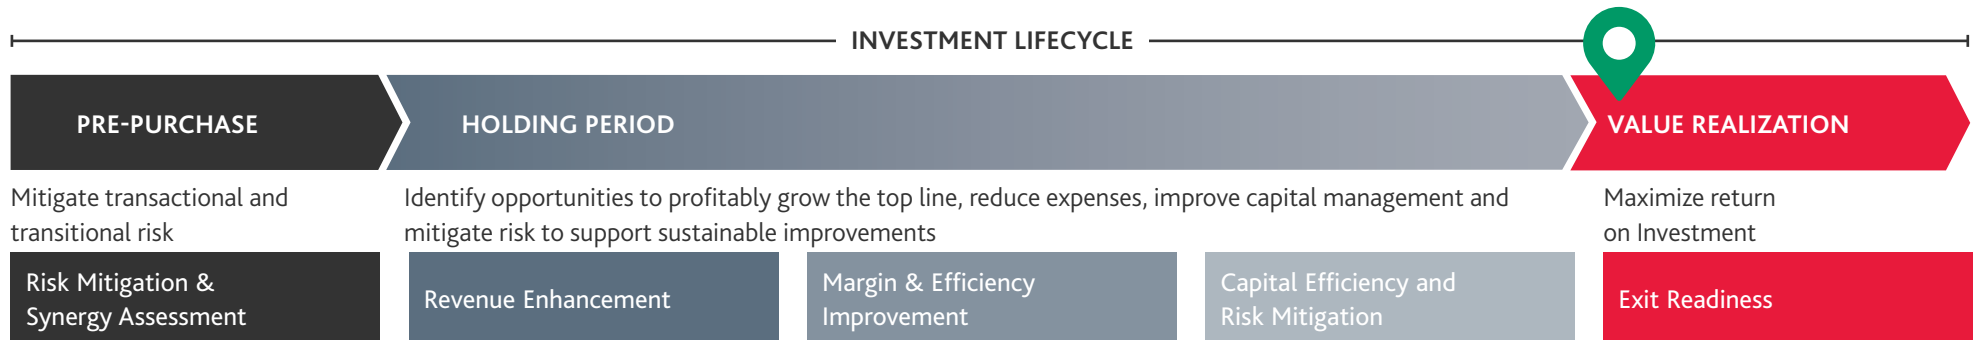 INVESTMENT LIFECYCLE
PRE-PURCHASE
HOLDING PERIOD
VALUE REALIZATION
Mitigate transactional and
transitional risk
Identify opportunities to profitably grow the top line, reduce expenses, improve capital management and
mitigate risk to support sustainable improvements
Maximize return
on Investment
Risk Mitigation &
Synergy Assessment
Revenue Enhancement
Margin & Efficiency
Improvement
Capital Efficiency and
Risk Mitigation
Exit Readiness